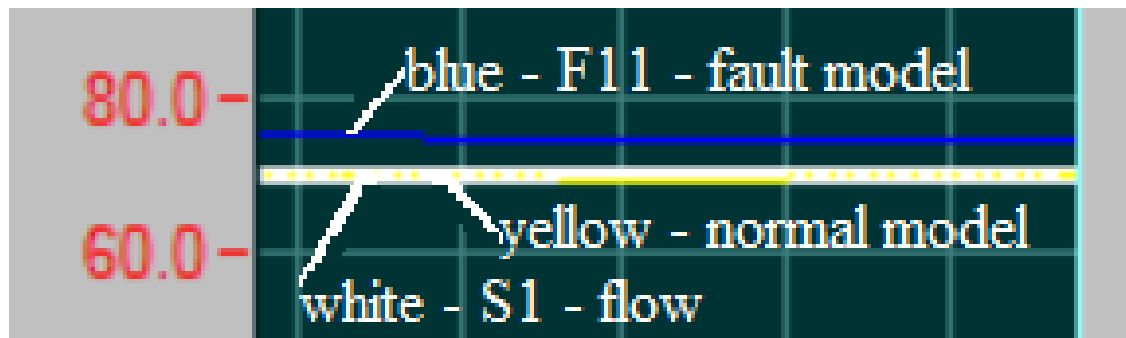 blue - F11 - fault model
80.0
yellow - normal model
60.0
white - S1 - flow